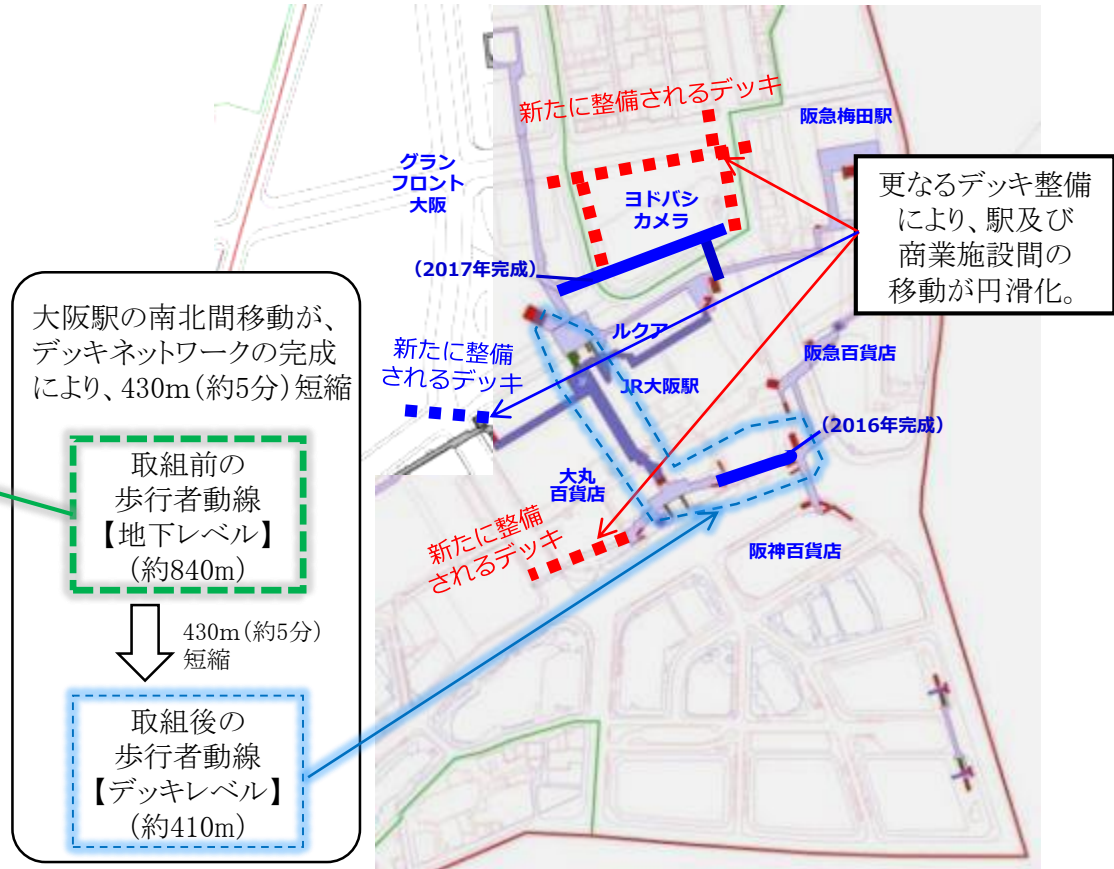 新たに整備されるデッキ
阪急梅田駅
グラン
フロント
大阪
ヨドバシ
カメラ
更なるデッキ整備
により、駅及び
商業施設間の
移動が円滑化。
（2017年完成）
大阪駅の南北間移動が、
デッキネットワークの完成
により、430m（約5分）短縮
新たに整備
されるデッキ
ルクア
阪急百貨店
JR大阪駅
（2016年完成）
取組前の
歩行者動線
【地下レベル】
(約840m)
大丸
百貨店
新たに整備
されるデッキ
阪神百貨店
430m（約5分）
短縮
取組後の
歩行者動線
【デッキレベル】
(約410m)